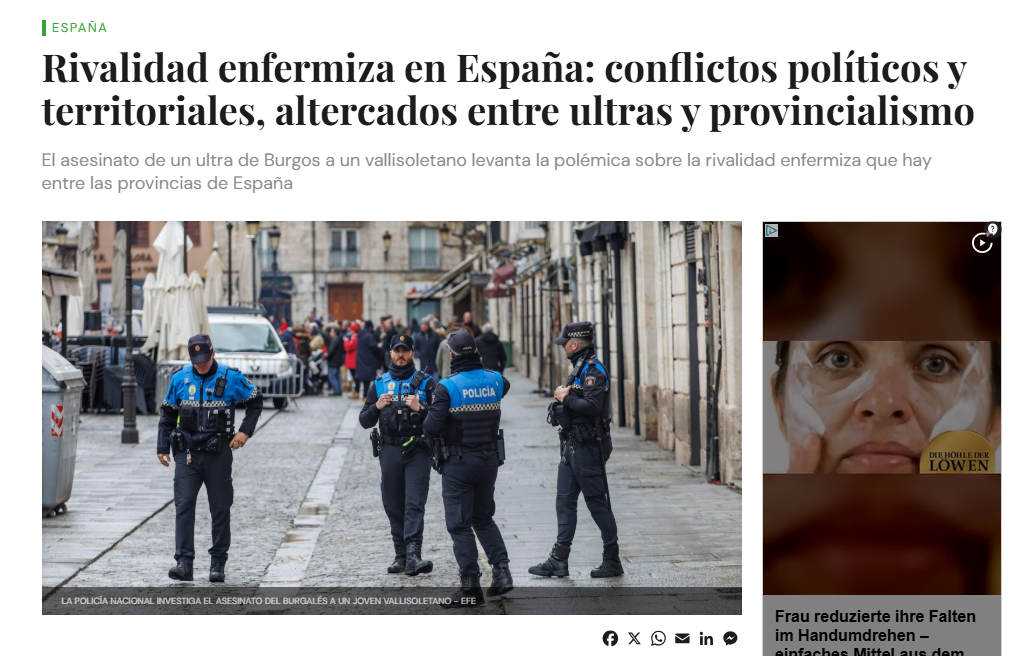 ESPAÑA
Rivalidad enfermiza en España: conflictos políticos y
territoriales, altercados entre ultras y provincialismo
El asesinato de un ultra de Burgos a un vallisoletano levanta la polémica sobre la rivalidad enfermiza que hay
entre las provincias de España
POLICÍA
LA POLICÍA NACIONAL INVESTIGA EL ASESINATO DEL BURGALÉS A UN JOVEN VALLISOLETANO - EFE
?
DIE HÖHLE DER
LÖWEN
Frau reduzierte ihre Falten
im Handumdrehen –
einfaches Mittel aus dem